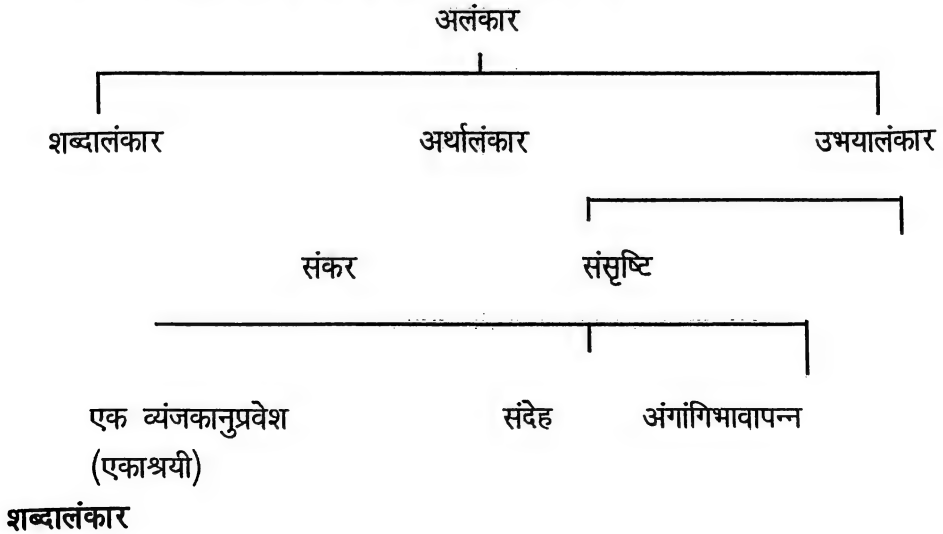 अलंकार
शब्दालंकार अर्थालंकार उभयालंकार
संकर संसृष्टि
एक व्यंजकानुप्रवेश संदेह अंगांगिभावापन्न
(एकाश्रयी)
शब्दालंकार